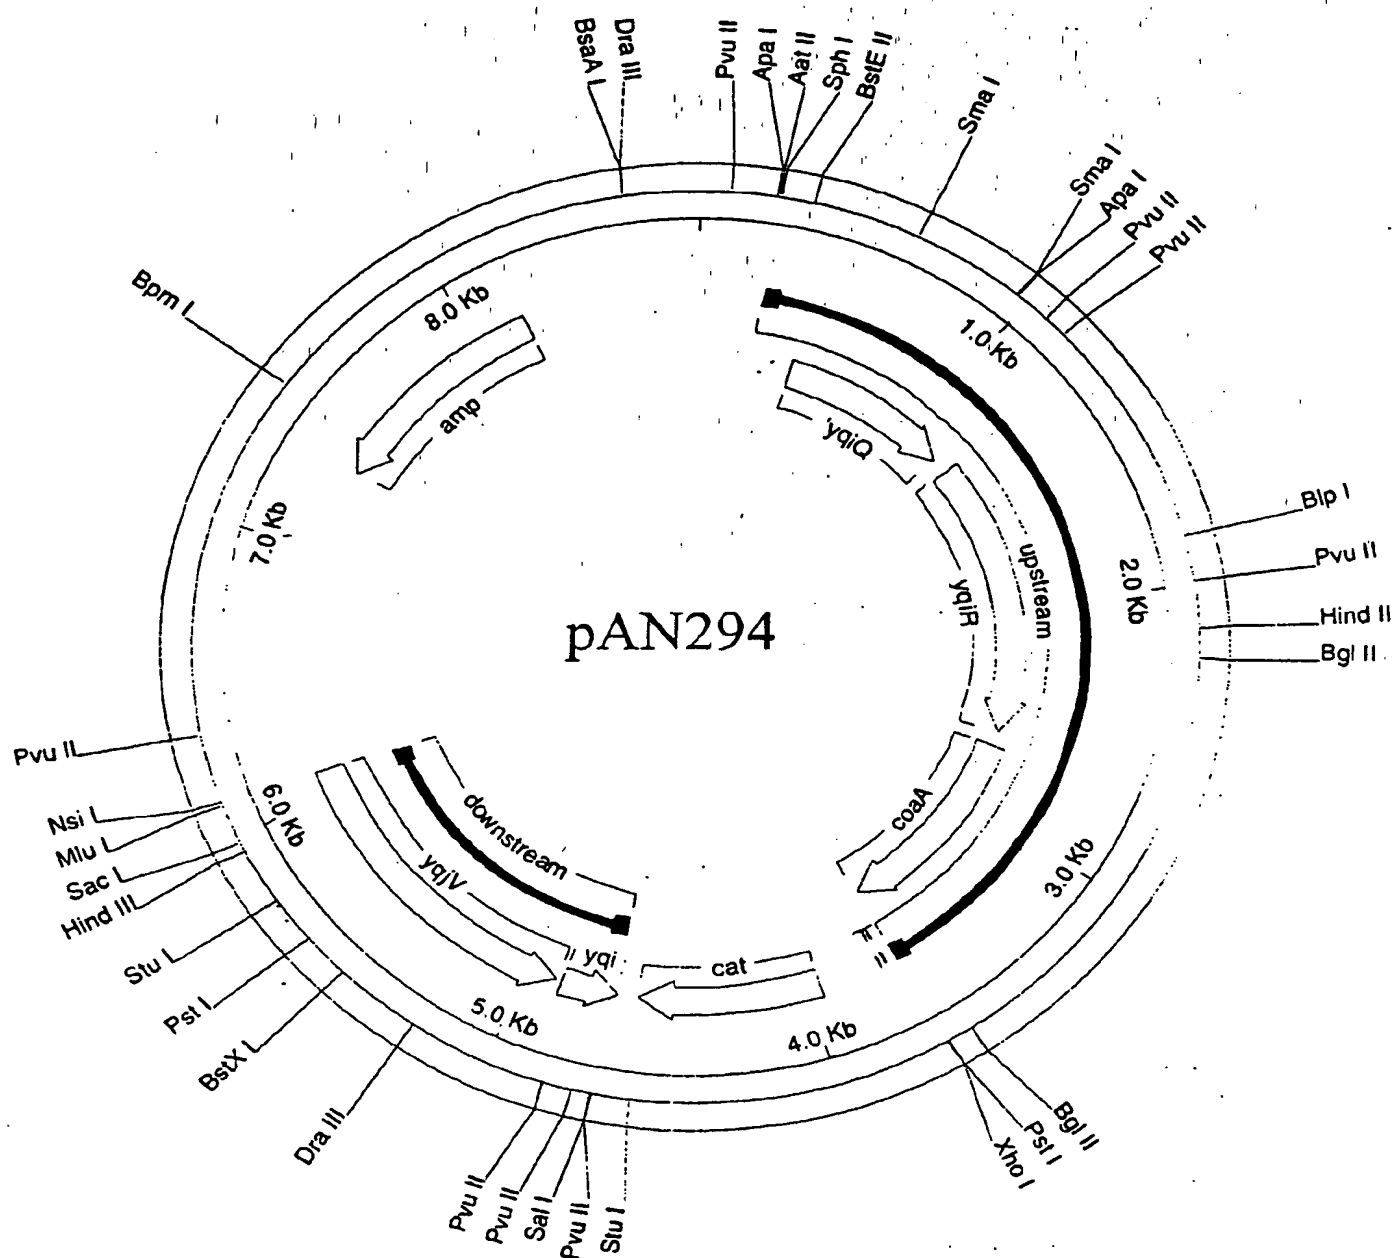 BsaA I
Dra III
Pvu II
Apa I
Aat II
Sph I
BstE II
Sma I
Sma I
Apa I
Pvu II
Pvu II
Blp I
Pvu II
Hind II
Bgl II
Bgl II
Pst I
Xho I
Stu I
Pvu II
Sal I
Pvu II
Pvu II
Dra III
BstX I
Pst I
Stu I
Hind III
Sac I
Mlu I
Nsi I
Pvu II
Bpm I
1.0 Kb
2.0 Kb
3.0 Kb
4.0 Kb
5.0 Kb
6.0 Kb
7.0 Kb
8.0 Kb
amp
'yqiQ
yqiR
upstream
coaA
cat
yqi
yqjV
downstream
pAN294